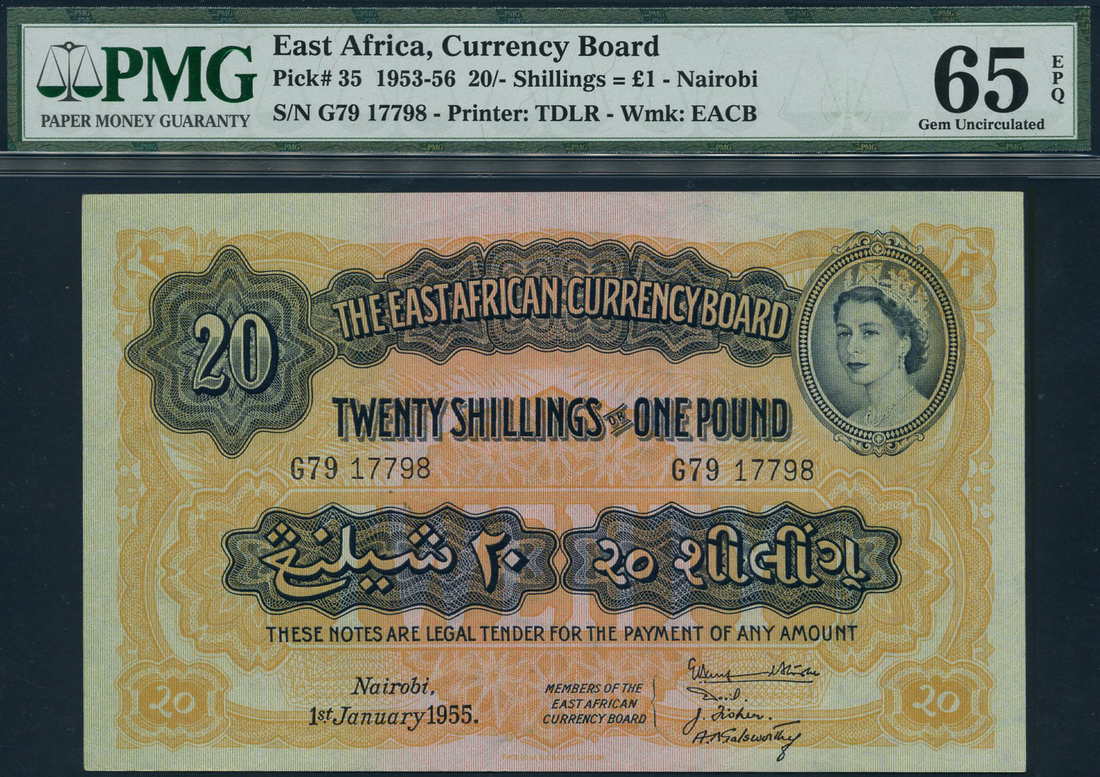 PMG
PAPER MONEY GUARANTY
East Africa, Currency Board
Pick# 35 1953-56 20/- Shillings = £1 - Nairobi
S/N G79 17798 - Printer: TDLR - Wmk: EACB
65 EPQ
Gem Uncirculated
20
THE EAST AFRICAN CURRENCY BOARD
TWENTY SHILLINGS OR ONE POUND
G79 17798 G79 17798
٢٠ شيلنغ
૨૦ શીલીંગ
THESE NOTES ARE LEGAL TENDER FOR THE PAYMENT OF ANY AMOUNT
Nairobi,
1st January 1955.
MEMBERS OF THE
EAST AFRICAN
CURRENCY BOARD
J. Fisher.
A. N. Galsworthy
20 20